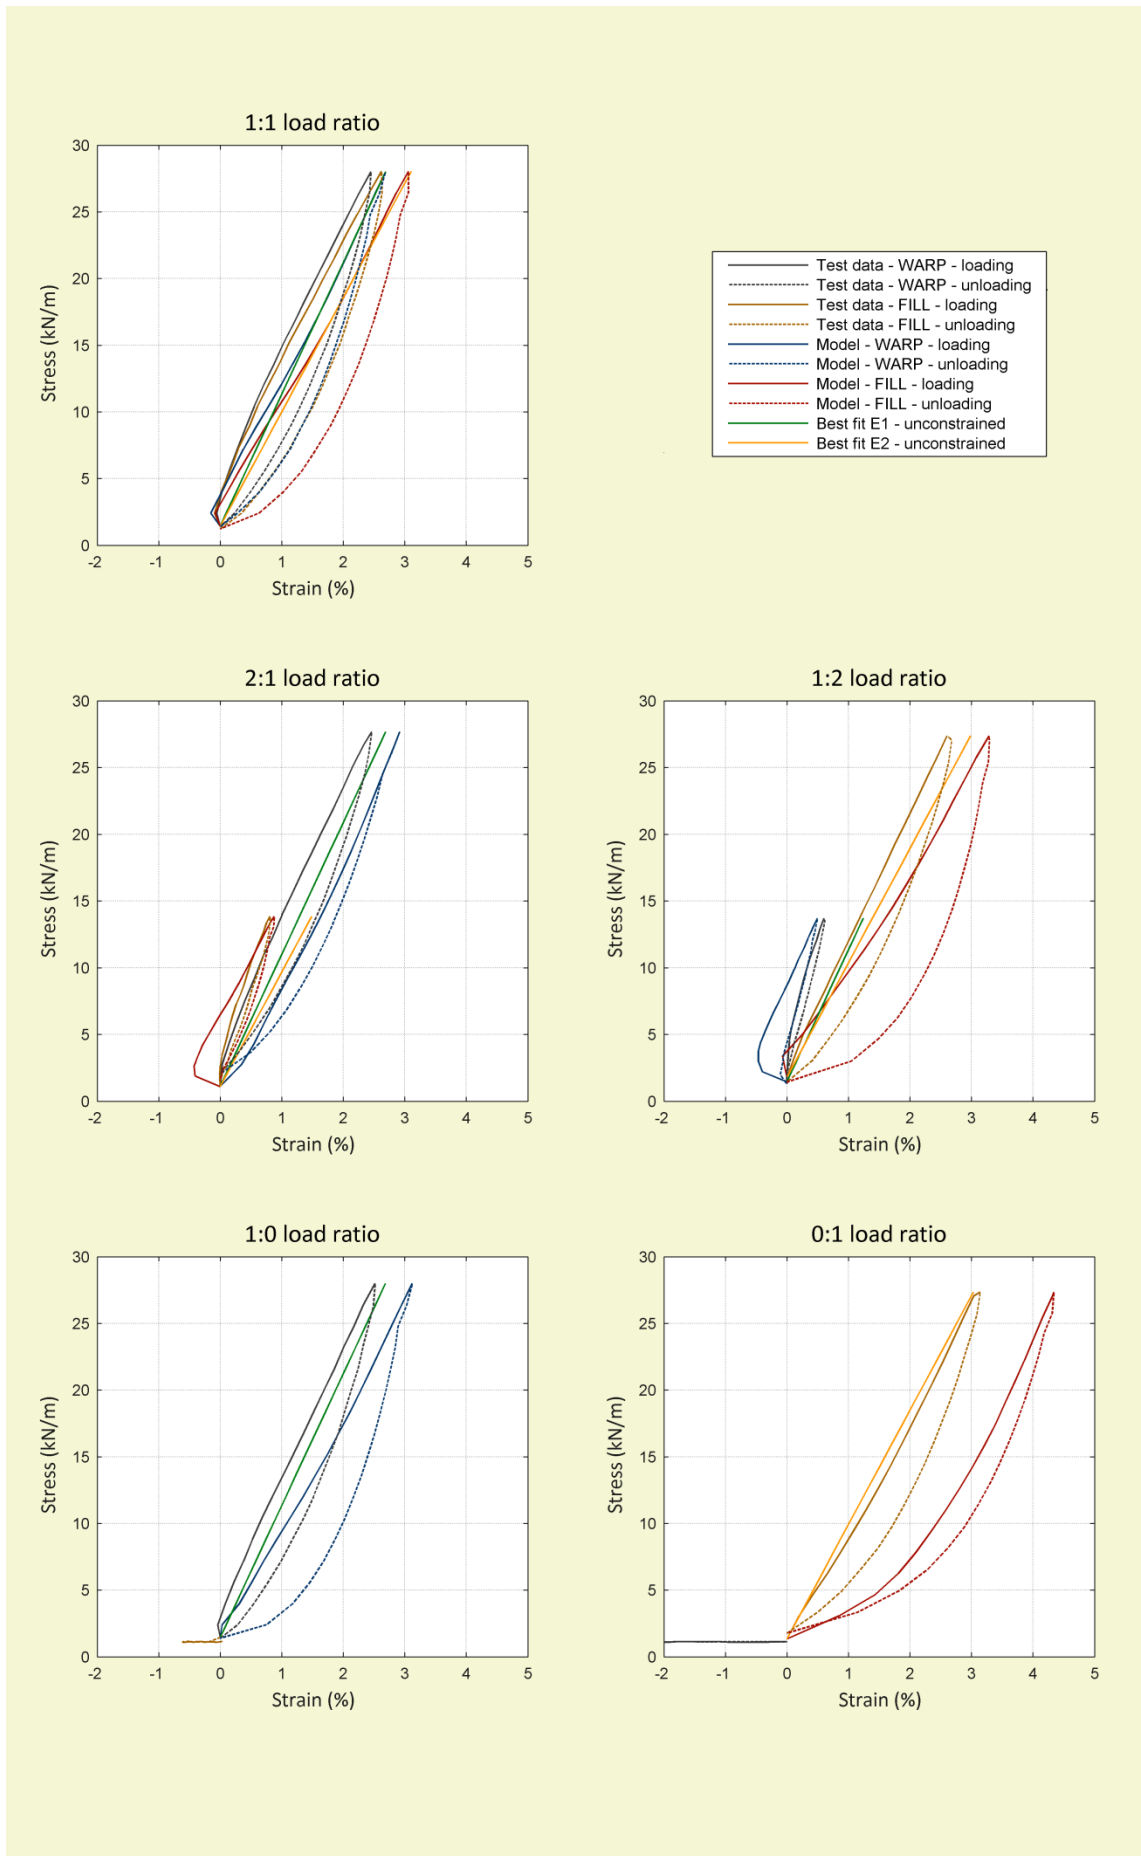 1:1 load ratio
30
25
20
15
10
5
0
Stress (kN/m)
-2 -1 0 1 2 3 4 5
Strain (%)
Test data - WARP - loading
Test data - WARP - unloading
Test data - FILL - loading
Test data - FILL - unloading
Model - WARP - loading
Model - WARP - unloading
Model - FILL - loading
Model - FILL - unloading
Best fit E1 - unconstrained
Best fit E2 - unconstrained
2:1 load ratio
30
25
20
15
10
5
0
Stress (kN/m)
-2 -1 0 1 2 3 4 5
Strain (%)
1:2 load ratio
30
25
20
15
10
5
0
Stress (kN/m)
-2 -1 0 1 2 3 4 5
Strain (%)
1:0 load ratio
30
25
20
15
10
5
0
Stress (kN/m)
-2 -1 0 1 2 3 4 5
Strain (%)
0:1 load ratio
30
25
20
15
10
5
0
Stress (kN/m)
-2 -1 0 1 2 3 4 5
Strain (%)